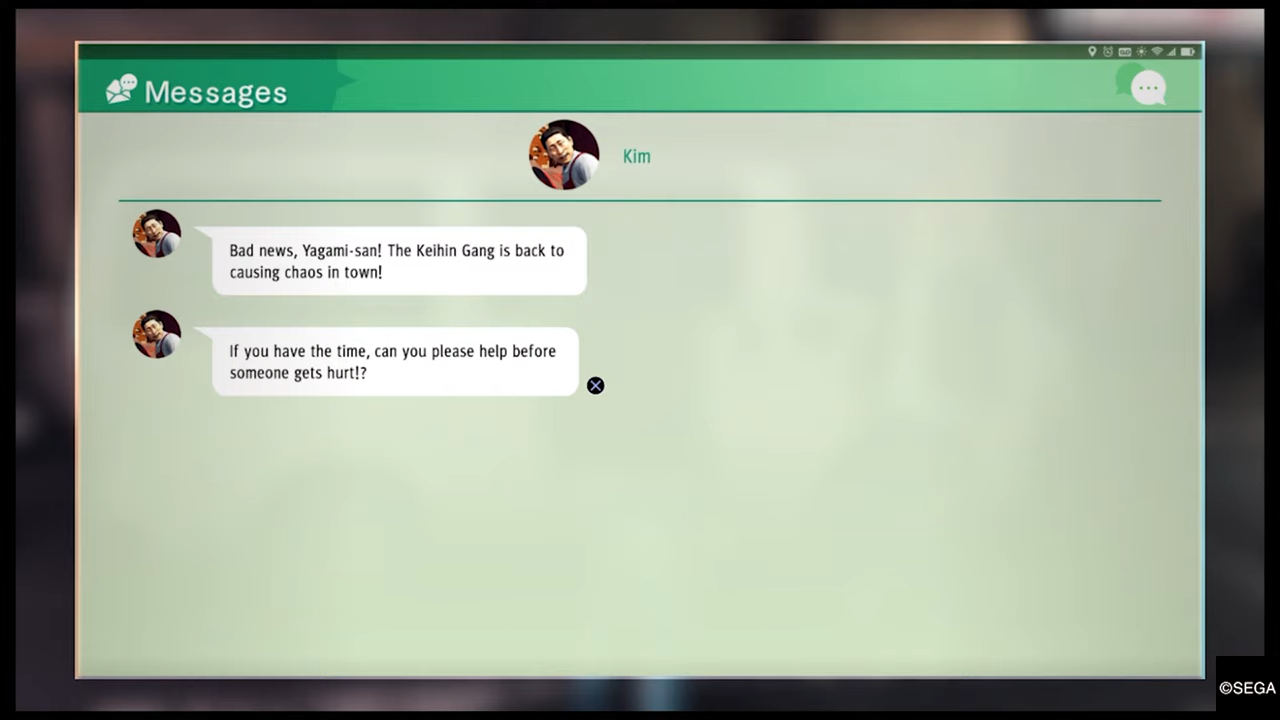 Messages
Kim
Bad news, Yagami-san! The Keihin Gang is back to
causing chaos in town!
If you have the time, can you please help before
someone gets hurt!?
©SEGA